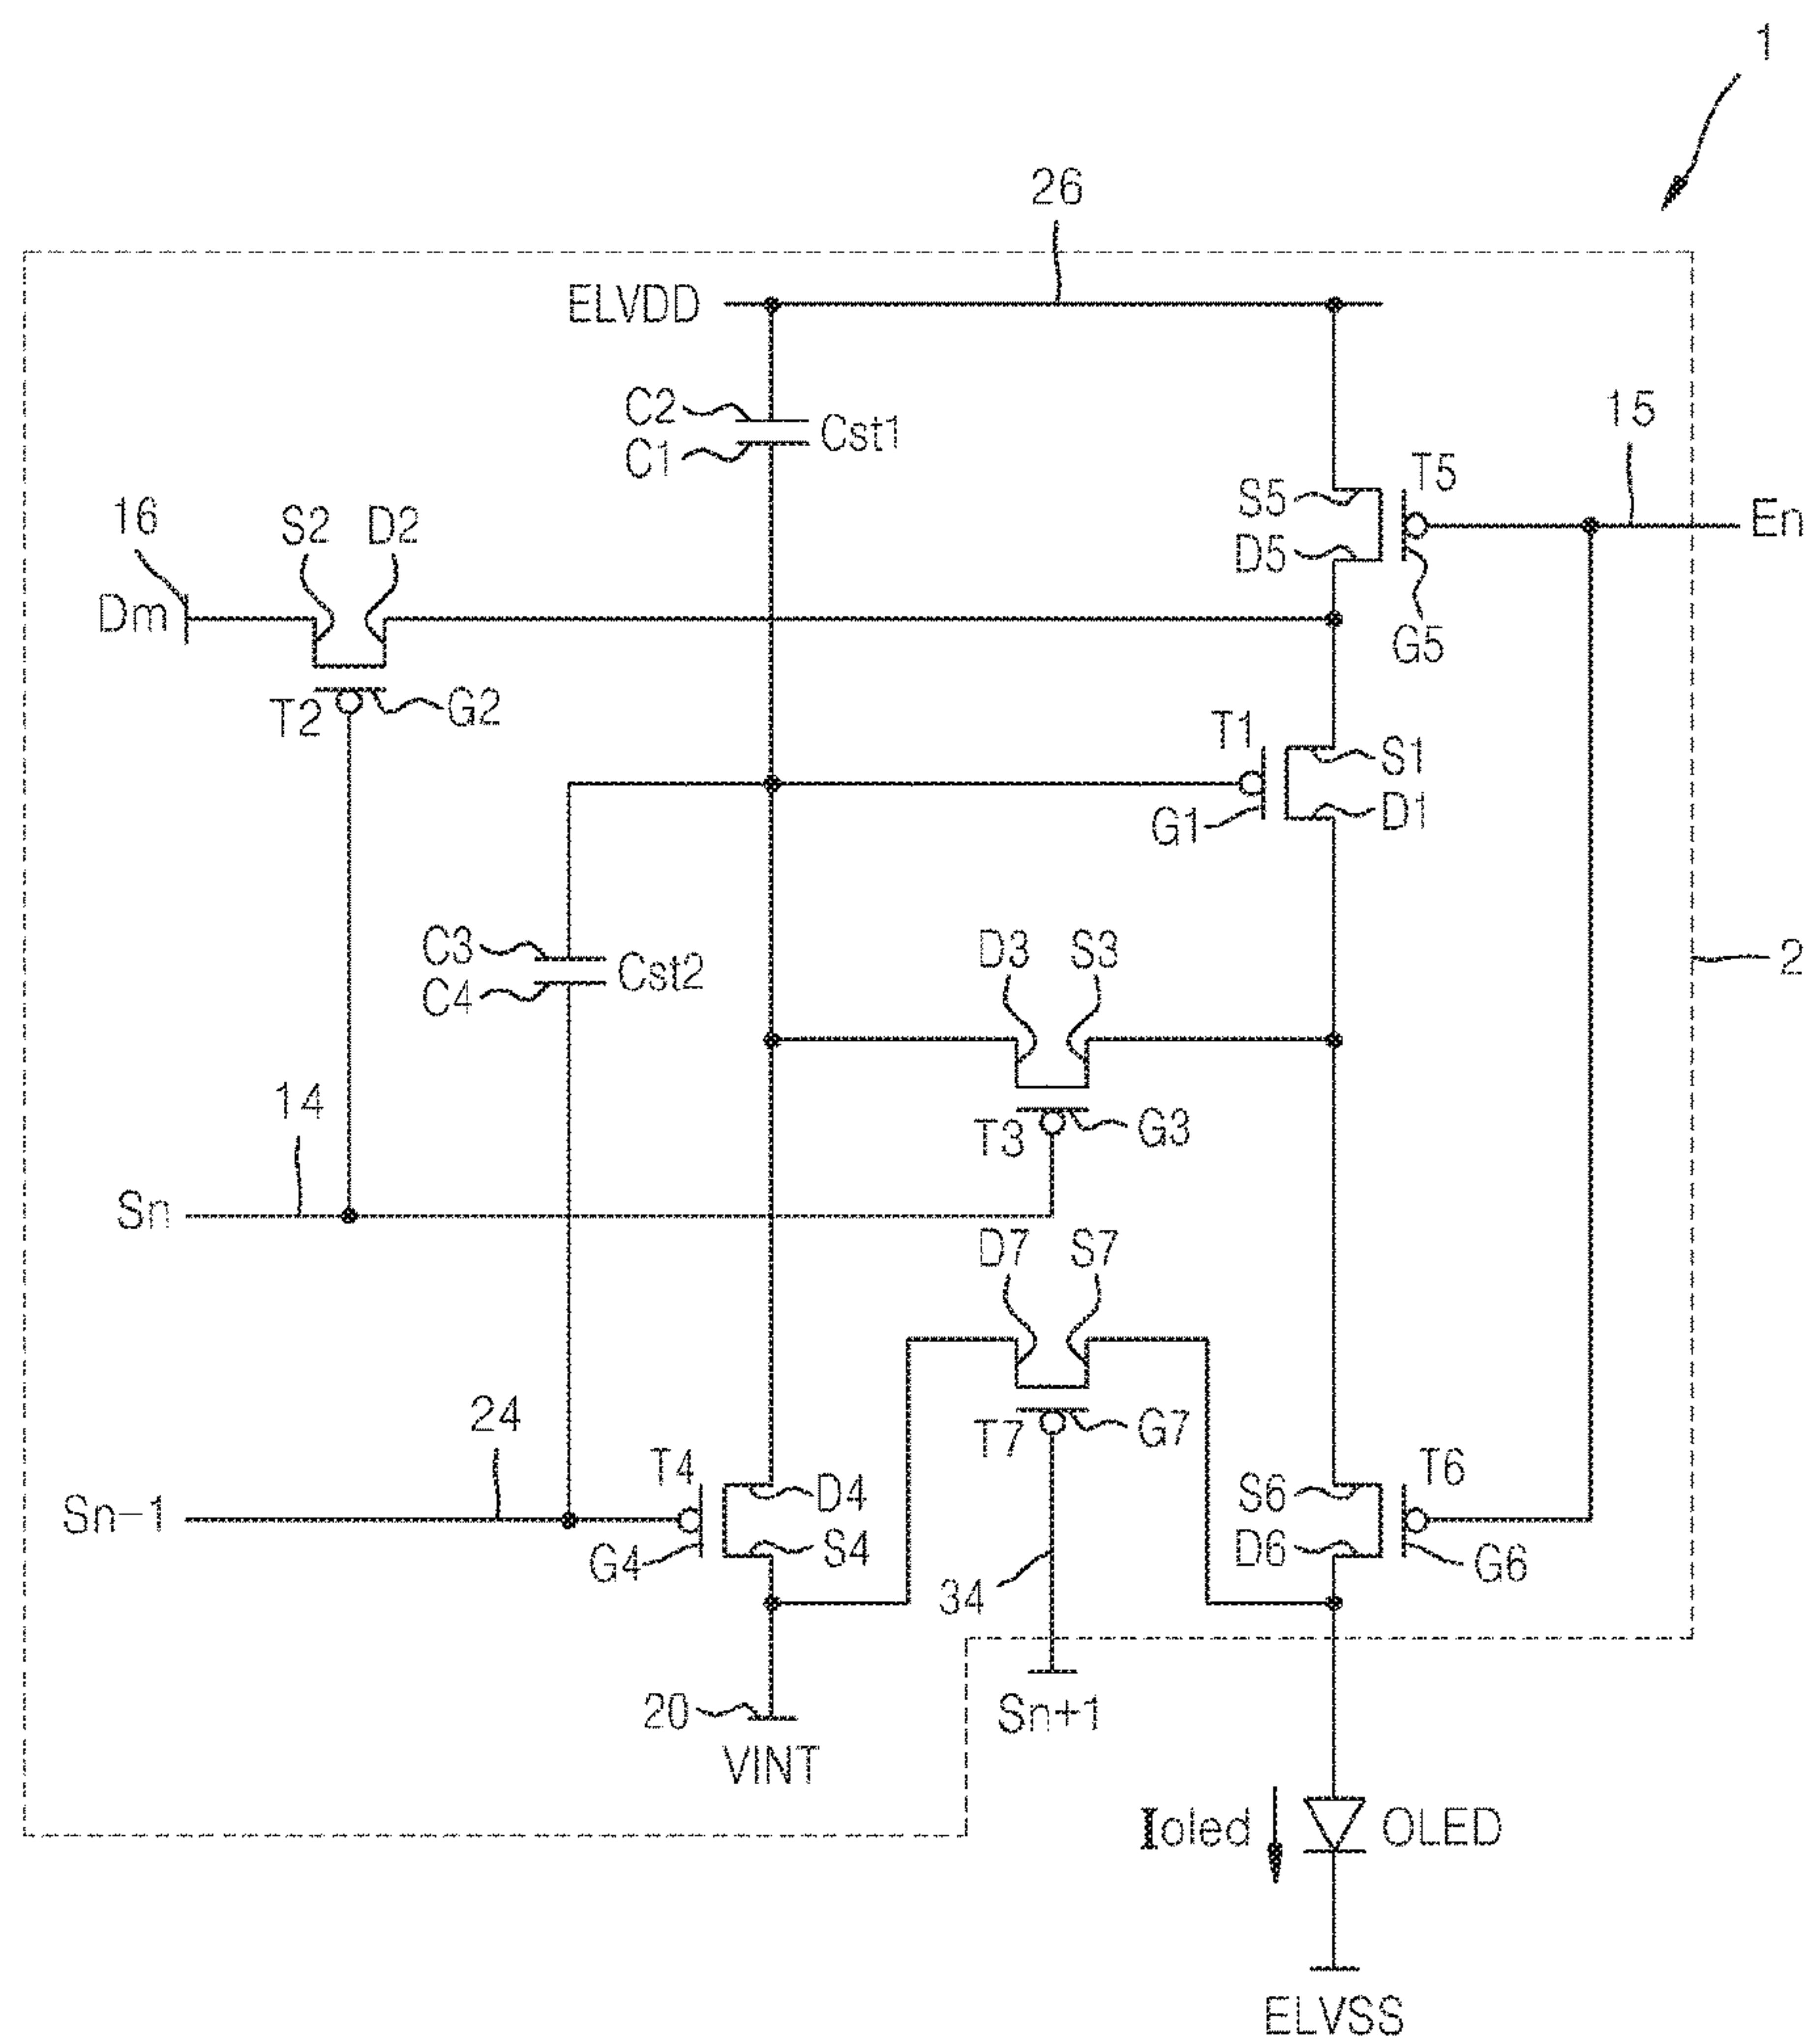 1
26
ELVDD
C2
C1
Cst1
15
T5
S5
D5
En
G5
16
S2
D2
Dm
T2
G2
T1
S1
D1
G1
C3
C4
Cst2
D3
S3
2
14
T3
G3
Sn
D7
S7
24
T7
G7
T4
D4
S4
G4
Sn-1
S6
D6
T6
G6
34
20
VINT
Sn+1
Ioled
OLED
ELVSS